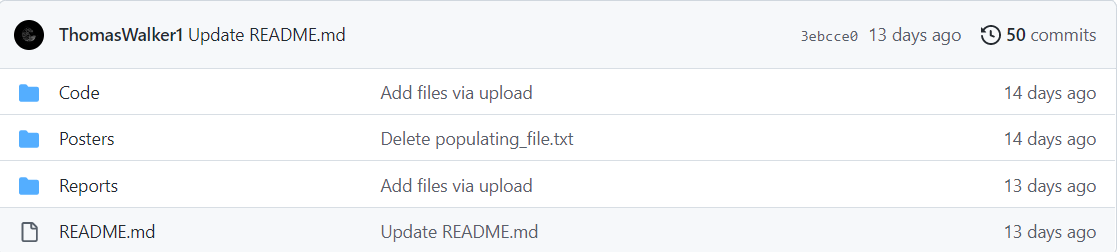 ThomasWalker1 Update README.md 3ebcce0 13 days ago 50 commits
Code Add files via upload 14 days ago
Posters Delete populating_file.txt 14 days ago
Reports Add files via upload 13 days ago
README.md Update README.md 13 days ago